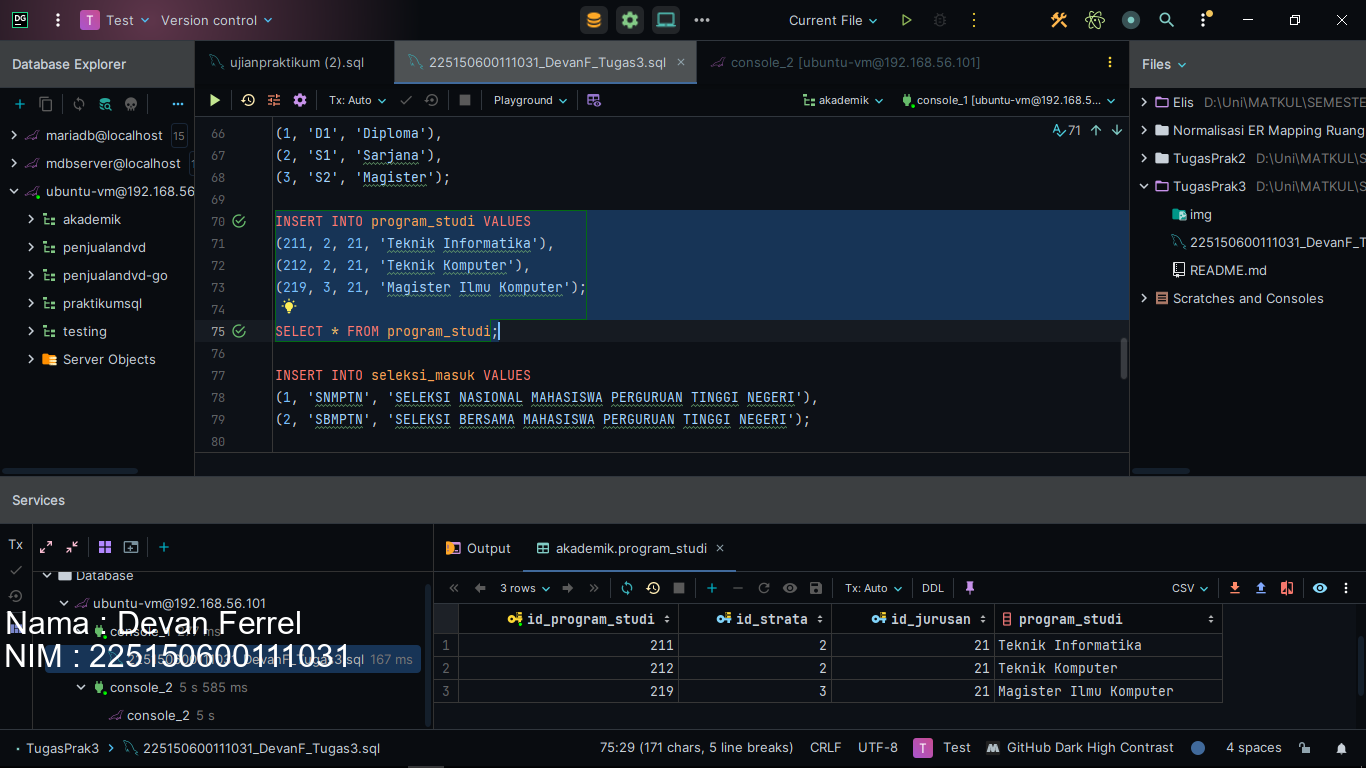 DG
T Test
Version control
Current File
Database Explorer
ujianpraktikum (2).sql
225150600111031_DevanF_Tugas3.sql
console_2 [ubuntu-vm@192.168.56.101]
Files
Tx: Auto
Playground
akademik
console_1 [ubuntu-vm@192.168.5...
mariadb@localhost 15
mdbserver@localhost
ubuntu-vm@192.168.56
akademik
penjualandvd
penjualandvd-go
praktikumsql
testing
Server Objects
71
66 (1, 'D1', 'Diploma'),
67 (2, 'S1', 'Sarjana'),
68 (3, 'S2', 'Magister');
69
70 INSERT INTO program_studi VALUES
71 (211, 2, 21, 'Teknik Informatika'),
72 (212, 2, 21, 'Teknik Komputer'),
73 (219, 3, 21, 'Magister Ilmu Komputer');
74
75 SELECT * FROM program_studi;
76
77 INSERT INTO seleksi_masuk VALUES
78 (1, 'SNMPTN', 'SELEKSI NASIONAL MAHASISWA PERGURUAN TINGGI NEGERI'),
79 (2, 'SBMPTN', 'SELEKSI BERSAMA MAHASISWA PERGURUAN TINGGI NEGERI');
80
Elis D:\Uni\MATKUL\SEMESTE
Normalisasi ER Mapping Ruang
TugasPrak2 D:\Uni\MATKUL\S
TugasPrak3 D:\Uni\MATKUL\S
img
225150600111031_DevanF_T
README.md
Scratches and Consoles
Services
Tx
Database
ubuntu-vm@192.168.56.101
Nama : Devan Ferrel
NIM : 225150600111031
225150600111031_DevanF_Tugas3.sql 167 ms
console_2 5 s 585 ms
console_2 5 s
Output
akademik.program_studi
3 rows
Tx: Auto
DDL
CSV
id_program_studi id_strata id_jurusan program_studi
1 211 2 21 Teknik Informatika
2 212 2 21 Teknik Komputer
3 219 3 21 Magister Ilmu Komputer
TugasPrak3
225150600111031_DevanF_Tugas3.sql
75:29 (171 chars, 5 line breaks)
CRLF
UTF-8
T Test
GitHub Dark High Contrast
4 spaces